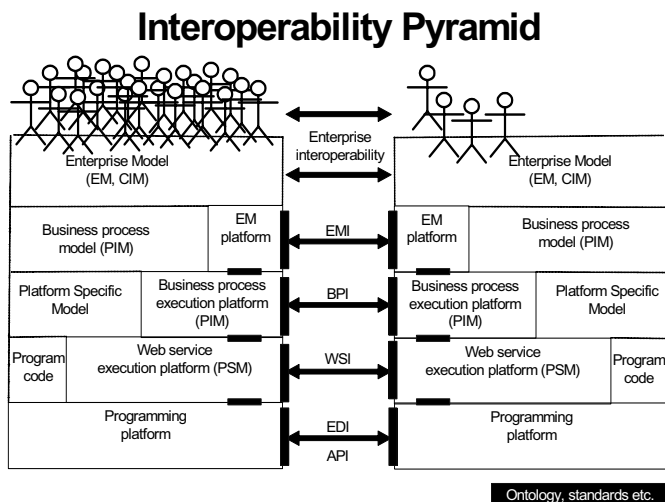 Interoperability Pyramid
Enterprise
interoperability
Enterprise Model
(EM, CIM)
Enterprise Model
(EM, CIM)
Business process
model (PIM)
EM
platform
EMI
EM
platform
Business process
model (PIM)
Platform Specific
Model
Business process
execution platform
(PIM)
BPI
Business process
execution platform
(PIM)
Platform Specific
Model
Program
code
Web service
execution platform (PSM)
WSI
Web service
execution platform (PSM)
Program
code
Programming
platform
EDI
API
Programming
platform
Ontology, standards etc.